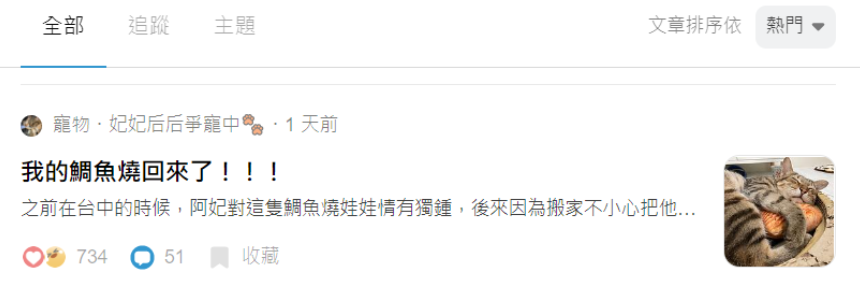 全部 追蹤 主題 文章排序依 熱門
寵物・妃妃后后爭寵中🐾・1 天前
我的鯛魚燒回來了！！！
之前在台中的時候，阿妃對這隻鯛魚燒娃娃情有獨鍾，後來因為搬家不小心把他...
734 51 收藏